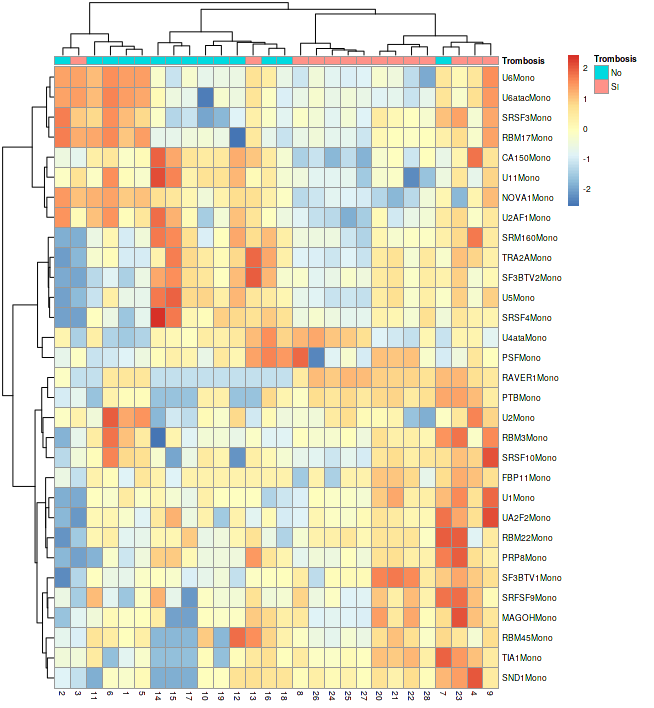 Trombosis
U6Mono
U6atacMono
SRSF3Mono
RBM17Mono
CA150Mono
U11Mono
NOVA1Mono
U2AF1Mono
SRM160Mono
TRA2AMono
SF3BTV2Mono
U5Mono
SRSF4Mono
U4ataMono
PSFMono
RAVER1Mono
PTBMono
U2Mono
RBM3Mono
SRSF10Mono
FBP11Mono
U1Mono
UA2F2Mono
RBM22Mono
PRP8Mono
SF3BTV1Mono
SRFSF9Mono
MAGOHMono
RBM45Mono
TIA1Mono
SND1Mono
2 3 11 6 1 5 14 15 17 10 19 12 13 16 18 8 26 24 25 27 20 21 22 28 7 23 4 9
2
1
0
-1
-2
Trombosis
No
SI